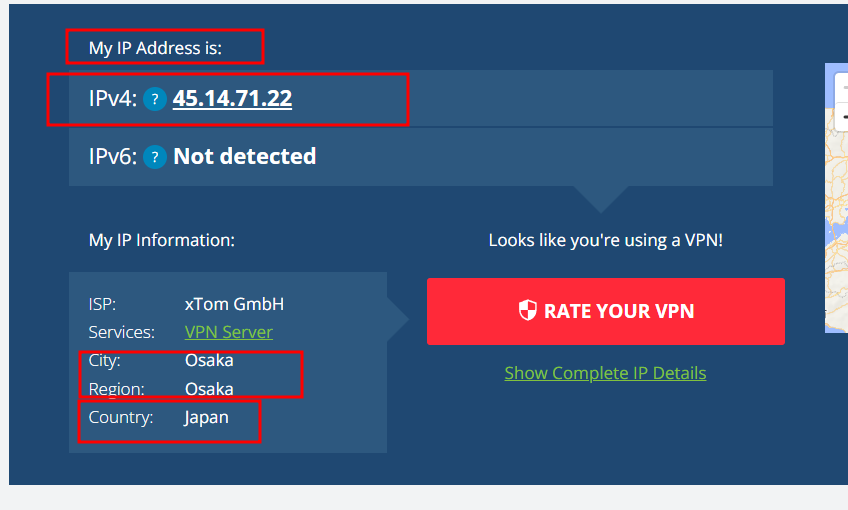 My IP Address is:
IPv4: ? 45.14.71.22
IPv6: ? Not detected
My IP Information:
Looks like you're using a VPN!
ISP: xTom GmbH
Services: VPN Server
City: Osaka
Region: Osaka
Country: Japan
RATE YOUR VPN
Show Complete IP Details